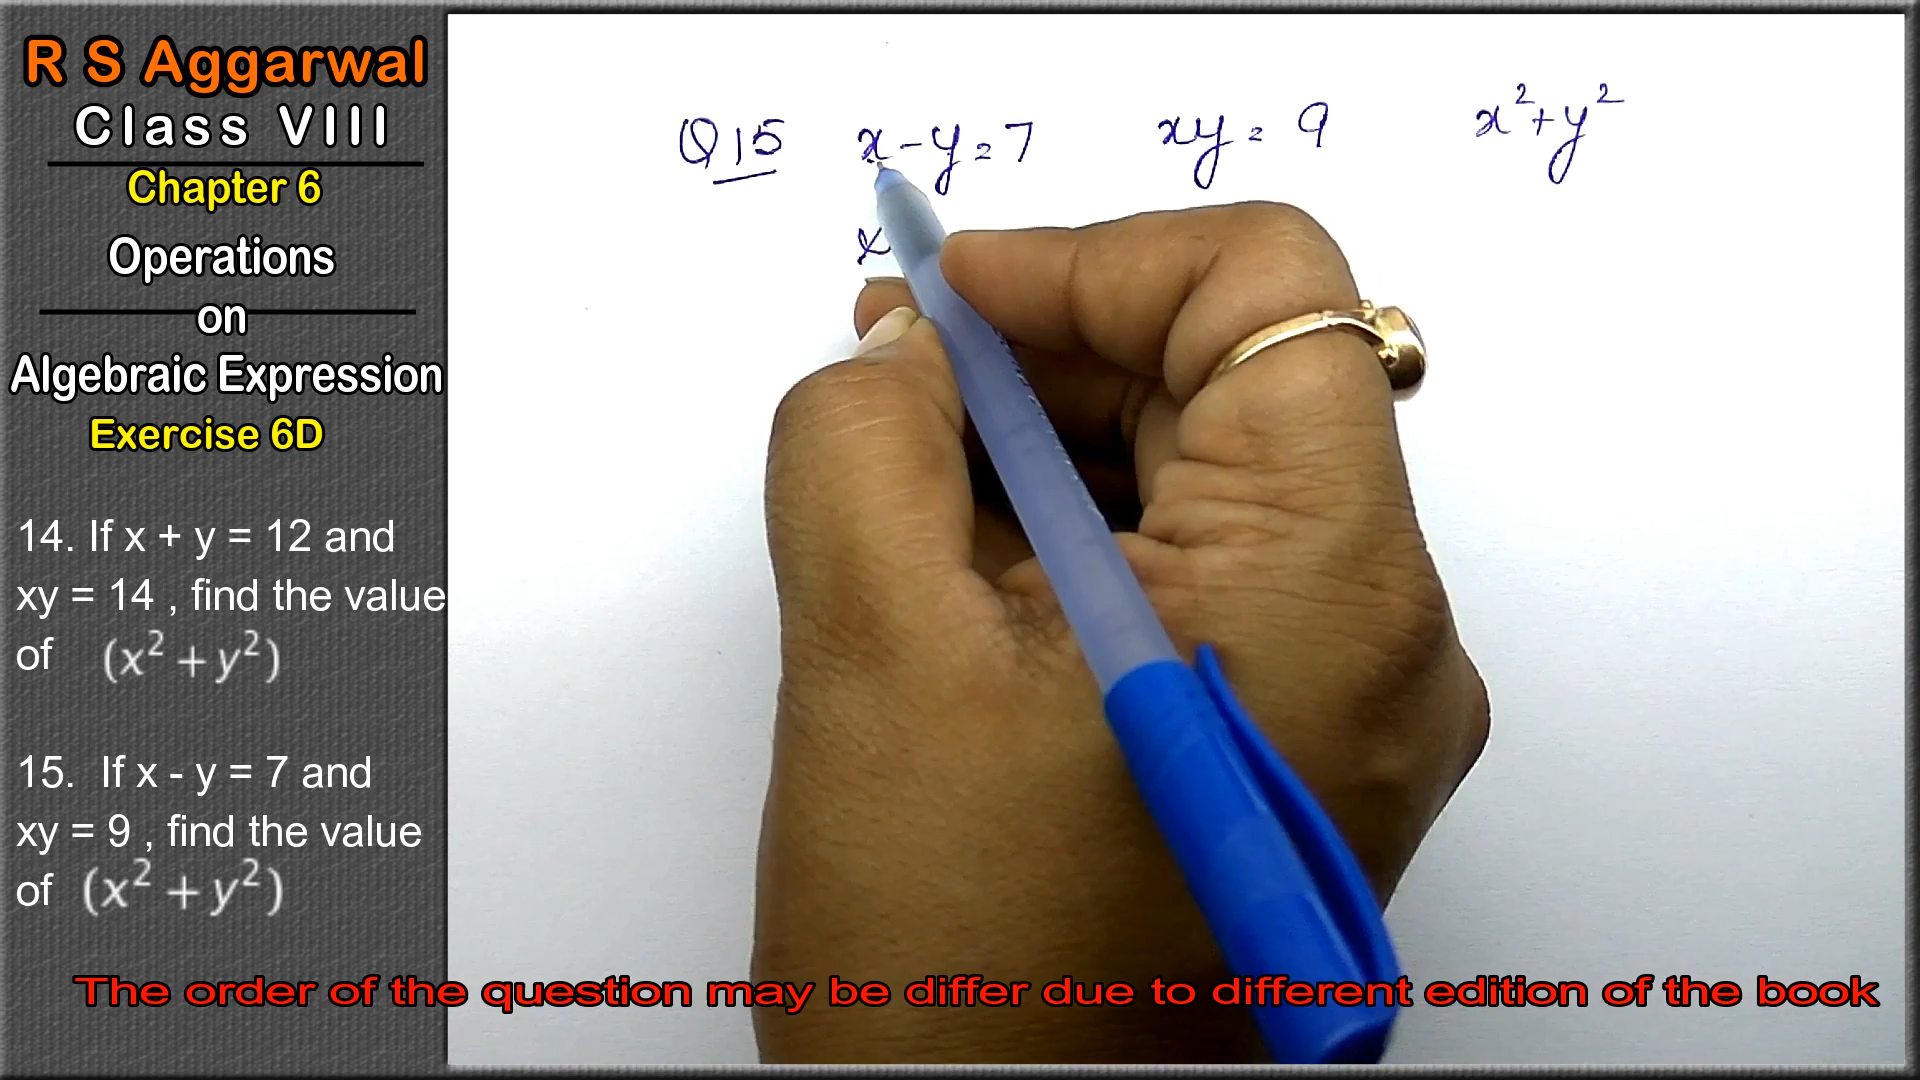 R S Aggarwal
Class VIII
Chapter 6
Operations
on
Algebraic Expression
Exercise 6D
14. If x + y = 12 and
xy = 14 , find the value
of (x² + y²)
15. If x - y = 7 and
xy = 9 , find the value
of (x² + y²)
Q15 x - y = 7 xy = 9 x² + y²
x
The order of the question may be differ due to different edition of the book